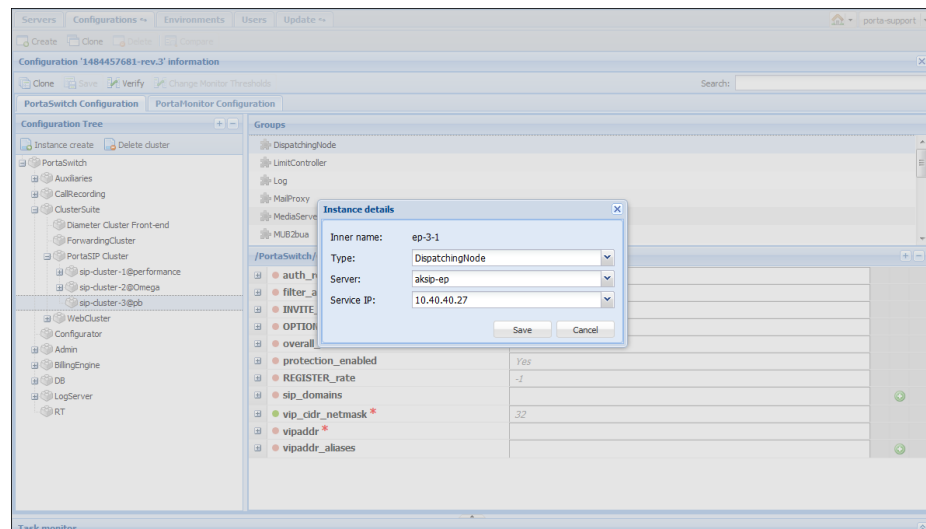 Servers Configurations Environments Users Update porta-support
Create Clone Delete Compare
Configuration '1484457681-rev.3' information
Clone Save Verify Change Monitor Thresholds Search:
PortaSwitch Configuration PortaMonitor Configuration
Configuration Tree Groups
Instance create Delete cluster DispatchingNode
PortaSwitch LimitController
Auxiliaries Log
CallRecording MailProxy
ClusterSuite MediaServe
Diameter Cluster Front-end MUB2bua
ForwardingCluster
Instance details
Inner name: ep-3-1
Type: DispatchingNode
Server: aksip-ep
Service IP: 10.40.40.27
Save Cancel
PortaSIP Cluster /PortaSwitch/
sip-cluster-1@performance auth_r
sip-cluster-2@Omega filter_a
sip-cluster-3@pb INVITE_
WebCluster OPTION
Configurator overall_
Admin
BillingEngine protection_enabled Yes
DB REGISTER_rate -1
LogServer sip_domains
RT vip_cidr_netmask * 32
vipaddr *
vipaddr_aliases
Task monitor